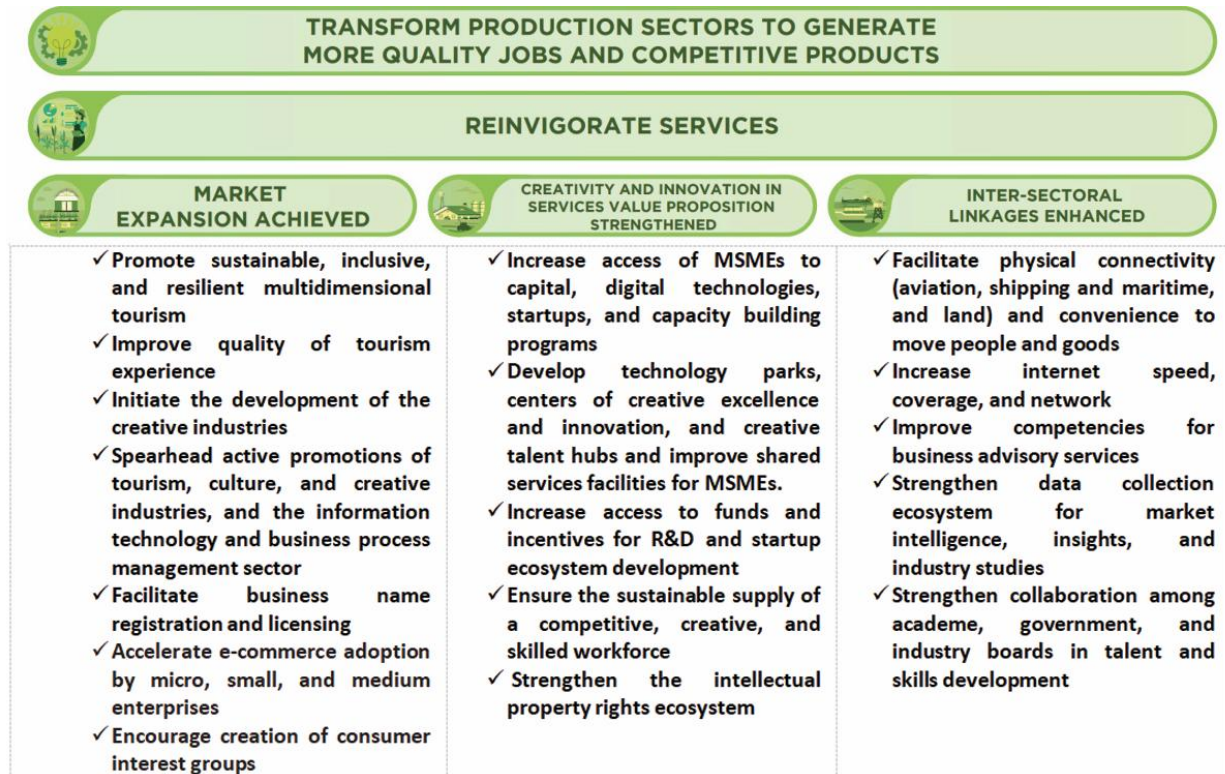 TRANSFORM PRODUCTION SECTORS TO GENERATE
MORE QUALITY JOBS AND COMPETITIVE PRODUCTS
REINVIGORATE SERVICES
MARKET
EXPANSION ACHIEVED
✓Promote sustainable, inclusive,
and resilient multidimensional
tourism
✓Improve quality of tourism
experience
✓Initiate the development of the
creative industries
✓Spearhead active promotions of
tourism, culture, and creative
industries, and the information
technology and business process
management sector
✓Facilitate business name
registration and licensing
✓Accelerate e-commerce adoption
by micro, small, and medium
enterprises
✓Encourage creation of consumer
interest groups
CREATIVITY AND INNOVATION IN
SERVICES VALUE PROPOSITION
STRENGTHENED
✓Increase access of MSMEs to
capital, digital technologies,
startups, and capacity building
programs
✓Develop technology parks,
centers of creative excellence
and innovation, and creative
talent hubs and improve shared
services facilities for MSMEs.
✓Increase access to funds and
incentives for R&D and startup
ecosystem development
✓Ensure the sustainable supply of
a competitive, creative, and
skilled workforce
✓ Strengthen the intellectual
property rights ecosystem
INTER-SECTORAL
LINKAGES ENHANCED
✓Facilitate physical connectivity
(aviation, shipping and maritime,
and land) and convenience to
move people and goods
✓Increase internet speed,
coverage, and network
✓Improve competencies for
business advisory services
✓Strengthen data collection
ecosystem for market
intelligence, insights, and
industry studies
✓Strengthen collaboration among
academe, government, and
industry boards in talent and
skills development